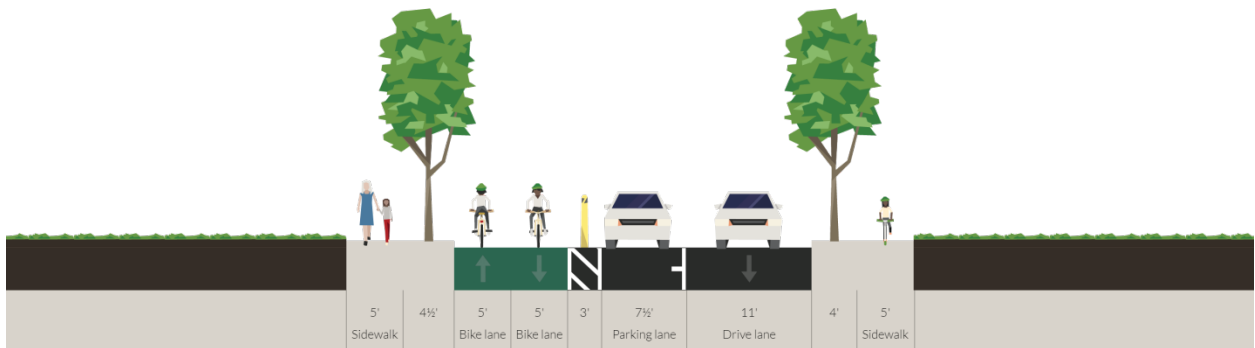 5' 4½' 5' 5' 3' 7½' 11' 4' 5'
Sidewalk Bike lane Bike lane Parking lane Drive lane Sidewalk